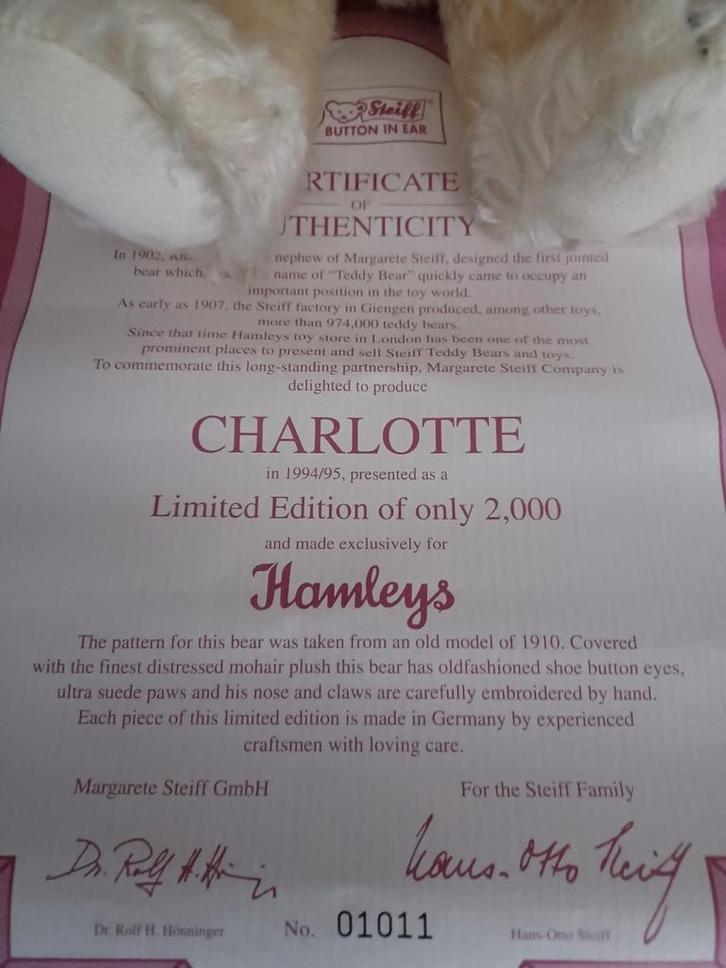 Steiff
BUTTON IN EAR
RTIFICATE
OF
THENTICITY
In 1902, nephew of Margarete Steiff, designed the first jointed
bear which, name of "Teddy Bear" quickly came to occupy an
important position in the toy world.
As early as 1907, the Steiff factory in Giengen produced, among other toys,
more than 974,000 teddy bears.
Since that time Hamleys toy store in London has been one of the most
prominent places to present and sell Steiff Teddy Bears and toys.
To commemorate this long-standing partnership, Margarete Steiff Company is
delighted to produce
CHARLOTTE
in 1994/95, presented as a
Limited Edition of only 2,000
and made exclusively for
Hamleys
The pattern for this bear was taken from an old model of 1910. Covered
with the finest distressed mohair plush this bear has oldfashioned shoe button eyes,
ultra suede paws and his nose and claws are carefully embroidered by hand.
Each piece of this limited edition is made in Germany by experienced
craftsmen with loving care.
Margarete Steiff GmbH For the Steiff Family
Dr. Rolf H. Hans-Otto Steiff
Dr. Rolf H. Hönninger No. 01011 Hans-Otto Steiff